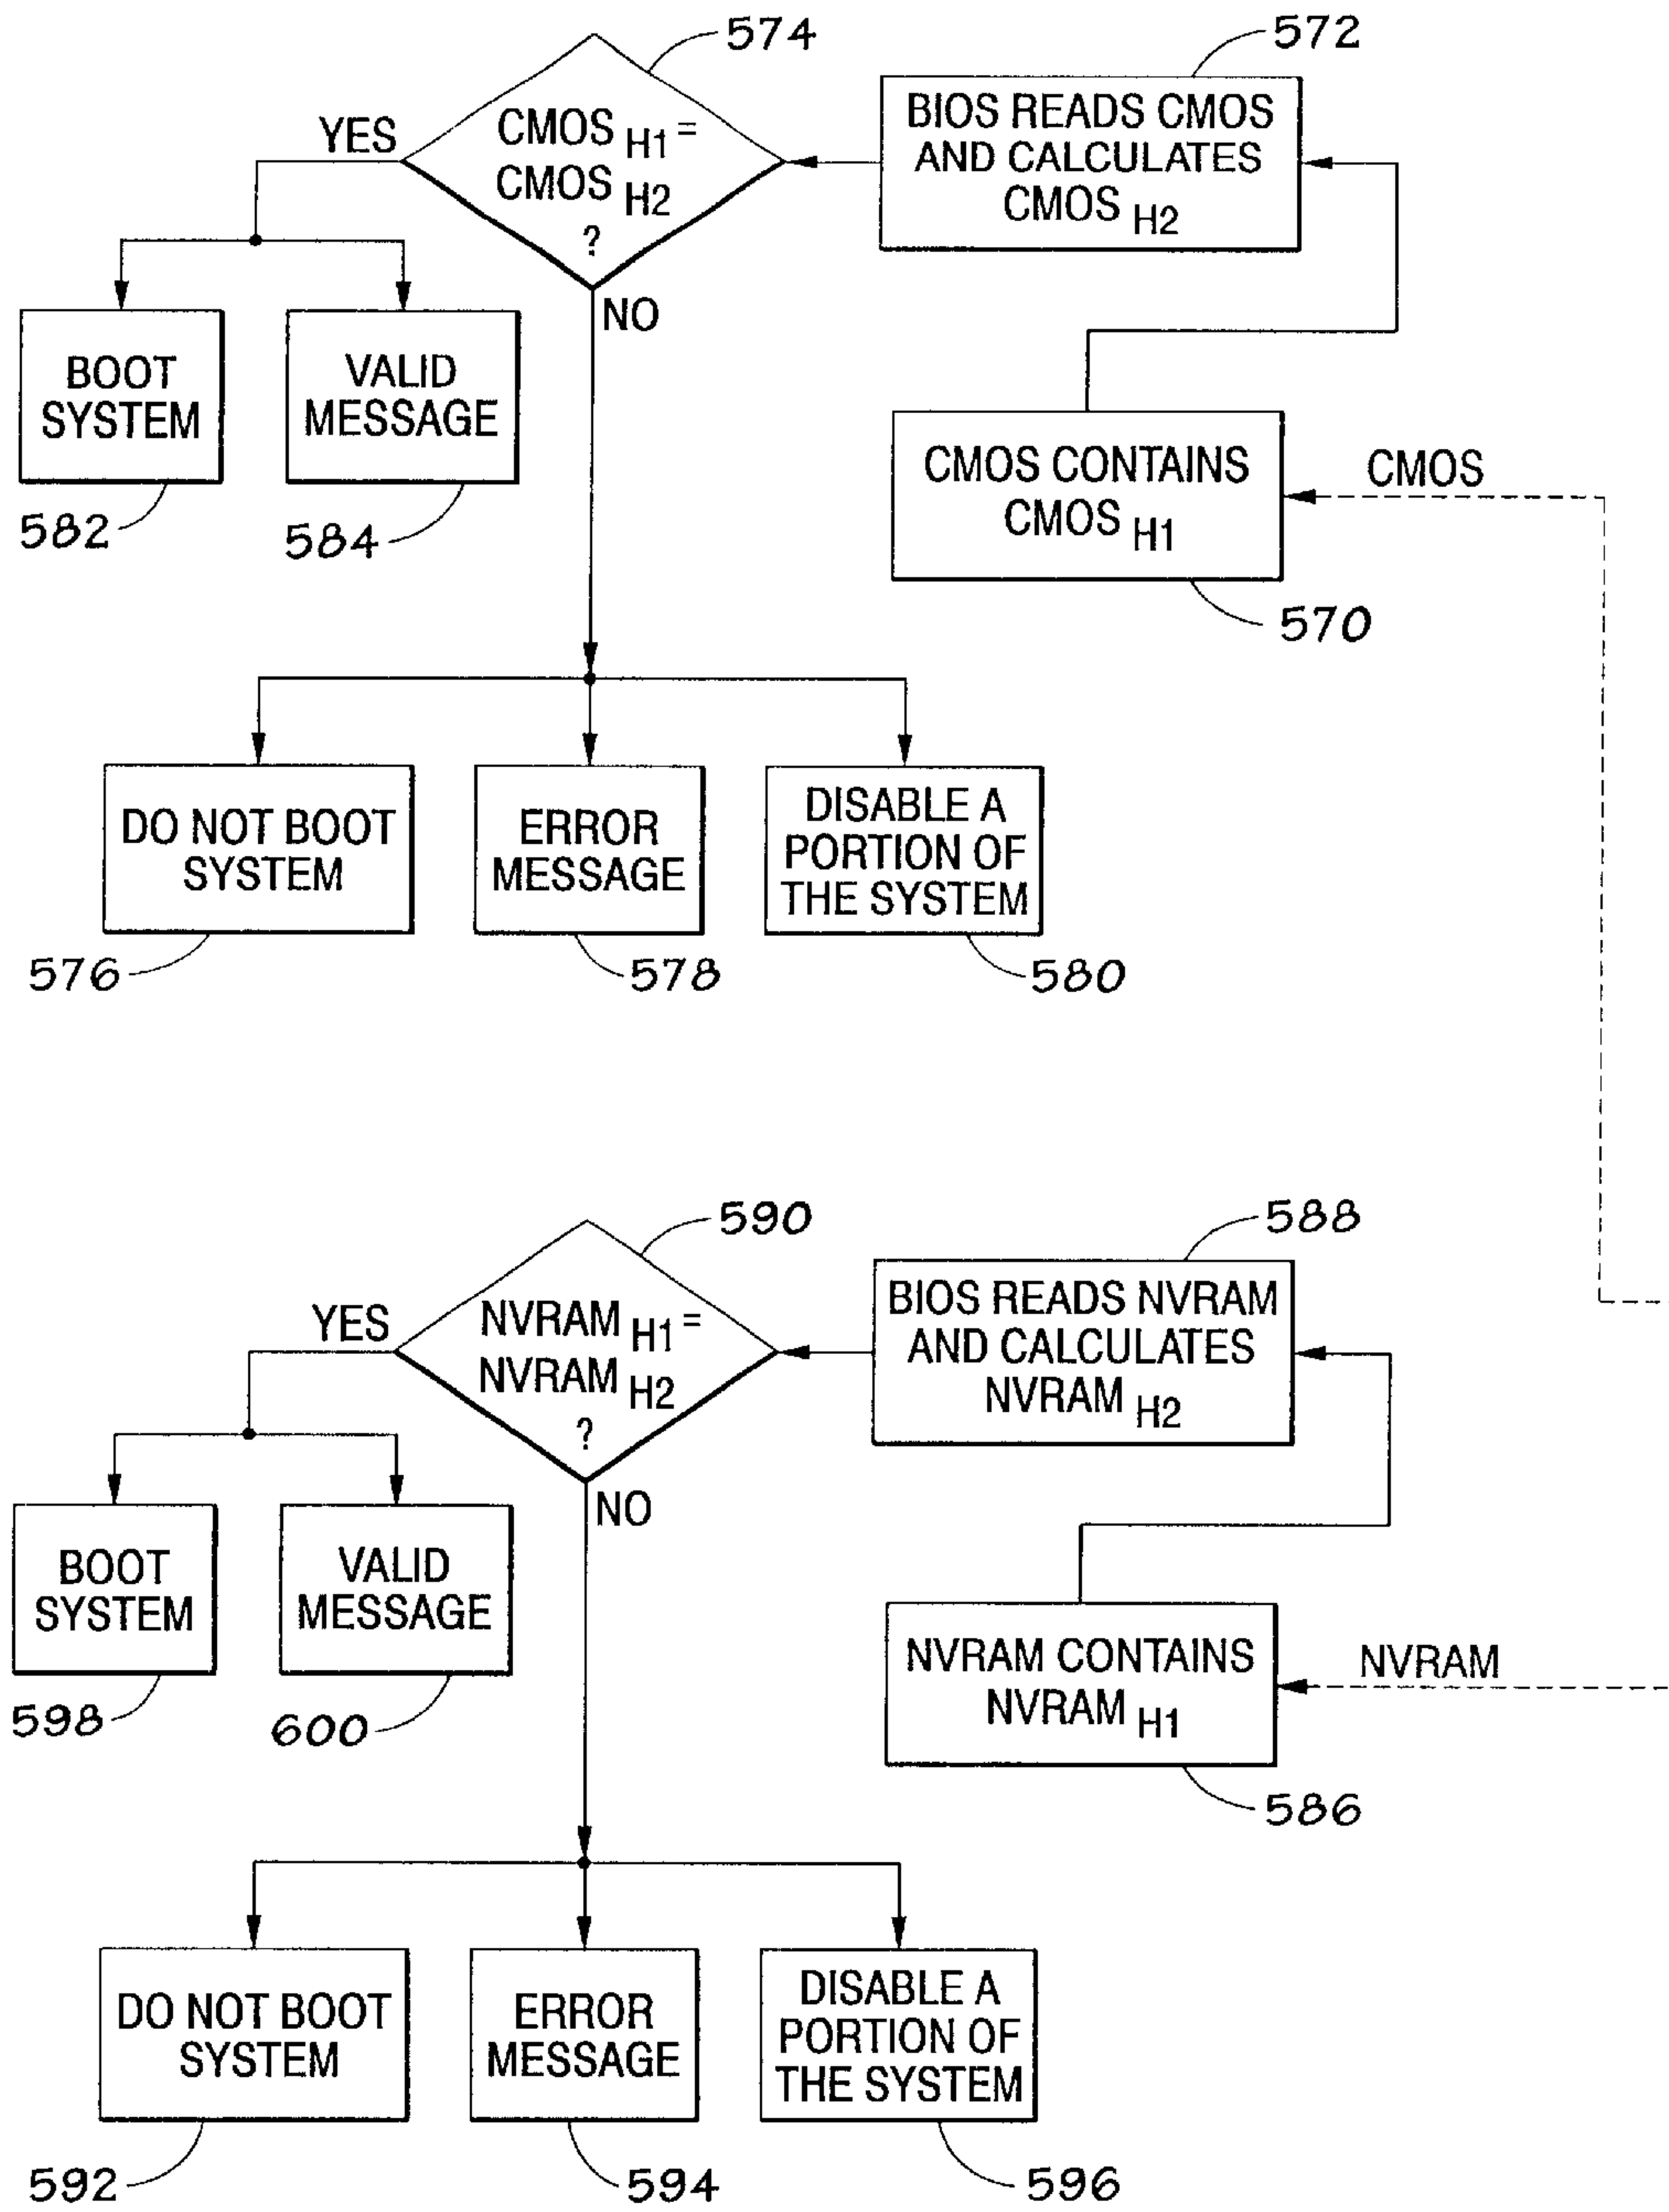 574
572
YES
CMOS H1 =
CMOS H2
?
BIOS READS CMOS
AND CALCULATES
CMOS H2
NO
BOOT
SYSTEM
VALID
MESSAGE
582
584
CMOS CONTAINS
CMOS H1
CMOS
570
DO NOT BOOT
SYSTEM
ERROR
MESSAGE
DISABLE A
PORTION OF
THE SYSTEM
576
578
580
590
588
YES
NVRAM H1 =
NVRAM H2
?
BIOS READS NVRAM
AND CALCULATES
NVRAM H2
NO
BOOT
SYSTEM
VALID
MESSAGE
598
600
NVRAM CONTAINS
NVRAM H1
NVRAM
586
DO NOT BOOT
SYSTEM
ERROR
MESSAGE
DISABLE A
PORTION OF
THE SYSTEM
592
594
596